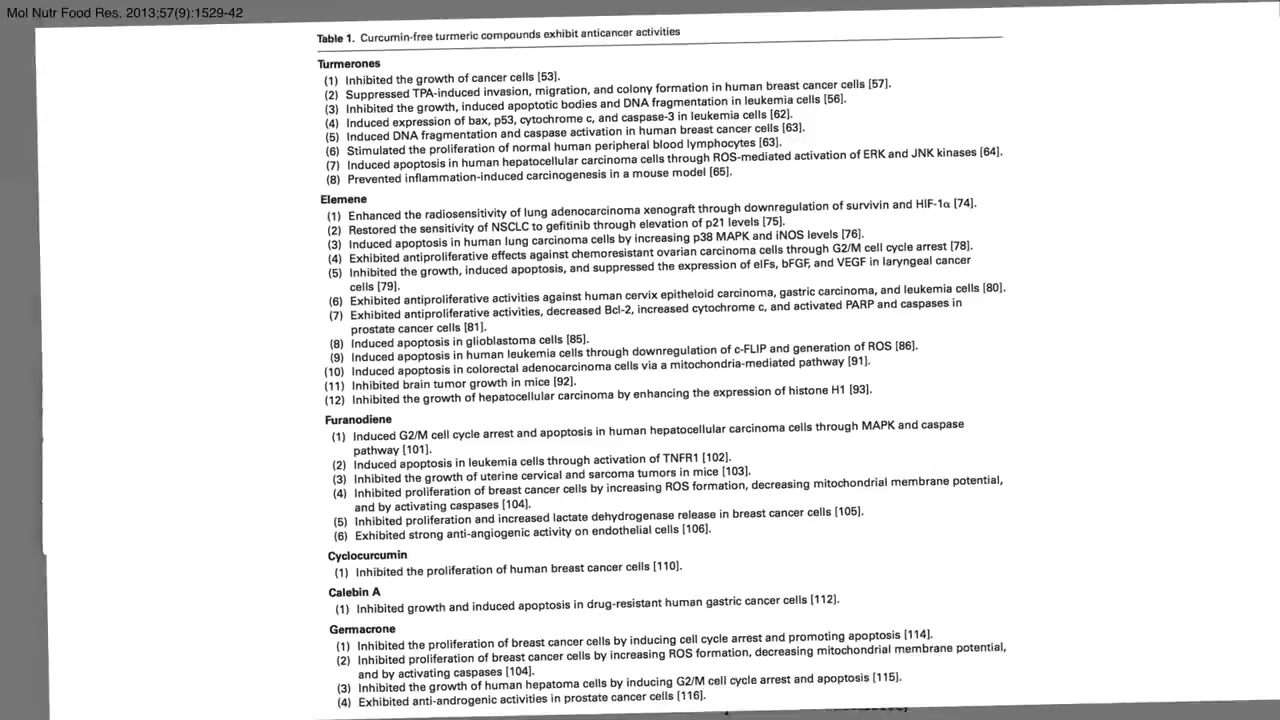 Mol Nutr Food Res. 2013;57(9):1529-42
Table 1. Curcumin-free turmeric compounds exhibit anticancer activities
Turmerones
(1) Inhibited the growth of cancer cells [53].
(2) Suppressed TPA-induced invasion, migration, and colony formation in human breast cancer cells [57].
(3) Inhibited the growth, induced apoptotic bodies and DNA fragmentation in leukemia cells [56].
(4) Induced expression of bax, p53, cytochrome c, and caspase-3 in leukemia cells [62].
(5) Induced DNA fragmentation and caspase activation in human breast cancer cells [63].
(6) Stimulated the proliferation of normal human peripheral blood lymphocytes [63].
(7) Induced apoptosis in human hepatocellular carcinoma cells through ROS-mediated activation of ERK and JNK kinases [64].
(8) Prevented inflammation-induced carcinogenesis in a mouse model [65].
Elemene
(1) Enhanced the radiosensitivity of lung adenocarcinoma xenograft through downregulation of survivin and HIF-1α [74].
(2) Restored the sensitivity of NSCLC to gefitinib through elevation of p21 levels [75].
(3) Induced apoptosis in human lung carcinoma cells by increasing p38 MAPK and iNOS levels [76].
(4) Exhibited antiproliferative effects against chemoresistant ovarian carcinoma cells through G2/M cell cycle arrest [78].
(5) Inhibited the growth, induced apoptosis, and suppressed the expression of eIFs, bFGF, and VEGF in laryngeal cancer
cells [79].
(6) Exhibited antiproliferative activities against human cervix epitheloid carcinoma, gastric carcinoma, and leukemia cells [80].
(7) Exhibited antiproliferative activities, decreased Bcl-2, increased cytochrome c, and activated PARP and caspases in
prostate cancer cells [81].
(8) Induced apoptosis in glioblastoma cells [85].
(9) Induced apoptosis in human leukemia cells through downregulation of c-FLIP and generation of ROS [86].
(10) Induced apoptosis in colorectal adenocarcinoma cells via a mitochondria-mediated pathway [91].
(11) Inhibited brain tumor growth in mice [92].
(12) Inhibited the growth of hepatocellular carcinoma by enhancing the expression of histone H1 [93].
Furanodiene
(1) Induced G2/M cell cycle arrest and apoptosis in human hepatocellular carcinoma cells through MAPK and caspase
pathway [101].
(2) Induced apoptosis in leukemia cells through activation of TNFR1 [102].
(3) Inhibited the growth of uterine cervical and sarcoma tumors in mice [103].
(4) Inhibited proliferation of breast cancer cells by increasing ROS formation, decreasing mitochondrial membrane potential,
and by activating caspases [104].
(5) Inhibited proliferation and increased lactate dehydrogenase release in breast cancer cells [105].
(6) Exhibited strong anti-angiogenic activity on endothelial cells [106].
Cyclocurcumin
(1) Inhibited the proliferation of human breast cancer cells [110].
Calebin A
(1) Inhibited growth and induced apoptosis in drug-resistant human gastric cancer cells [112].
Germacrone
(1) Inhibited the proliferation of breast cancer cells by inducing cell cycle arrest and promoting apoptosis [114].
(2) Inhibited proliferation of breast cancer cells by increasing ROS formation, decreasing mitochondrial membrane potential,
and by activating caspases [104].
(3) Inhibited the growth of human hepatoma cells by inducing G2/M cell cycle arrest and apoptosis [115].
(4) Exhibited anti-androgenic activities in prostate cancer cells [116].